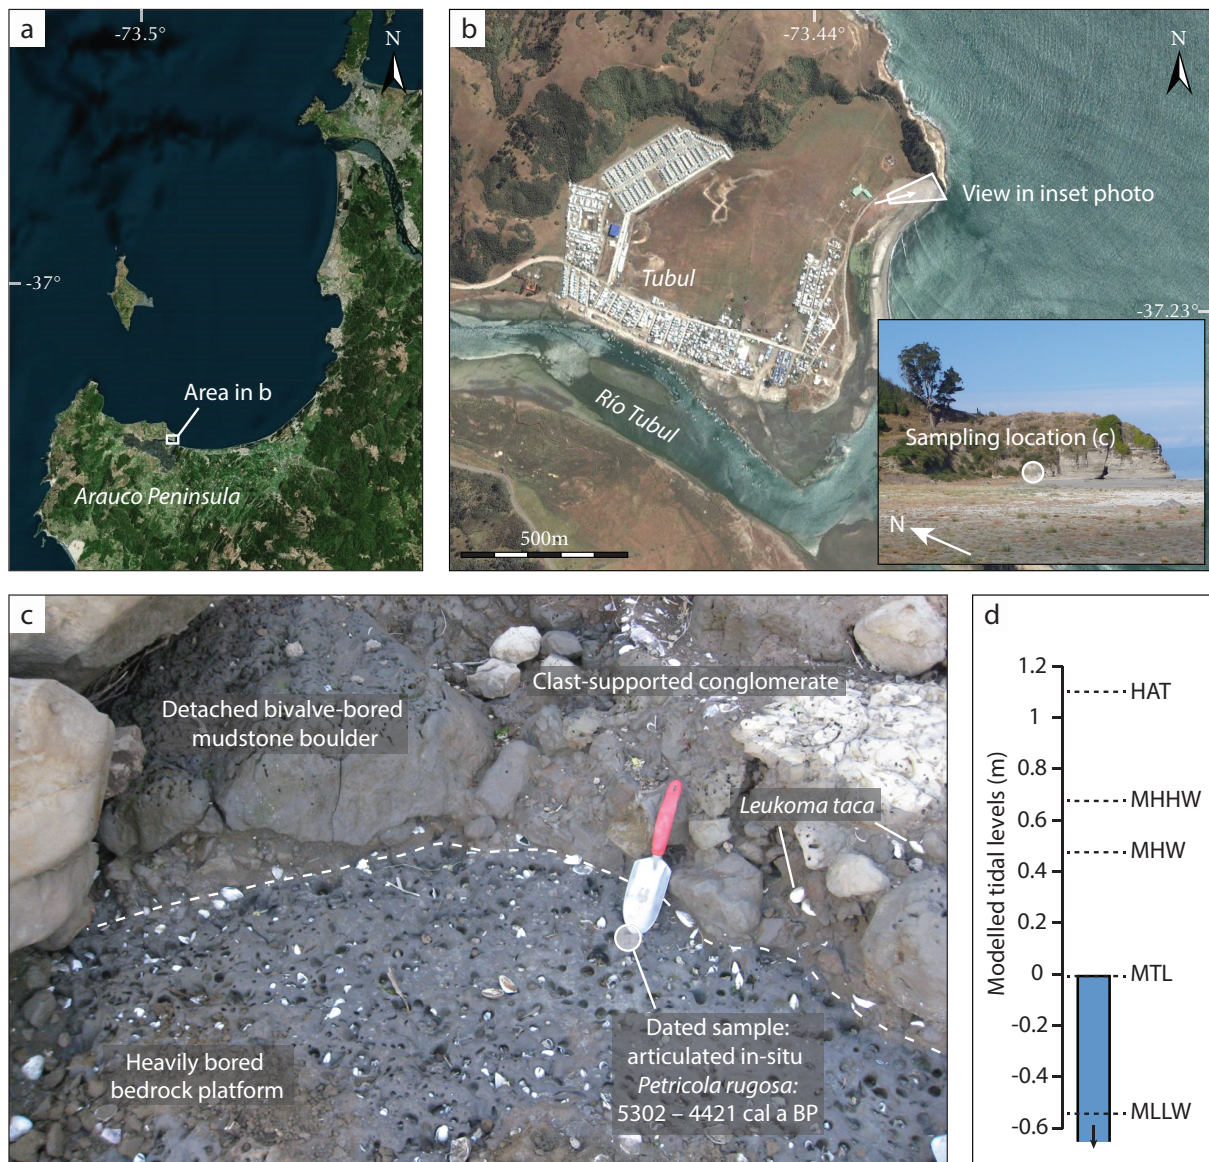 a
-73.5°
N
-37°
Area in b
Arauco Peninsula
b
-73.44°
N
View in inset photo
Tubul
-37.23°
Río Tubul
500m
Sampling location (c)
N
c
Detached bivalve-bored
mudstone boulder
Clast-supported conglomerate
Leukoma taca
Dated sample:
articulated in-situ
Petricola rugosa:
5302 – 4421 cal a BP
Heavily bored
bedrock platform
d
Modelled tidal levels (m)
1.2
1
0.8
0.6
0.4
0.2
0
-0.2
-0.4
-0.6
HAT
MHHW
MHW
MTL
MLLW